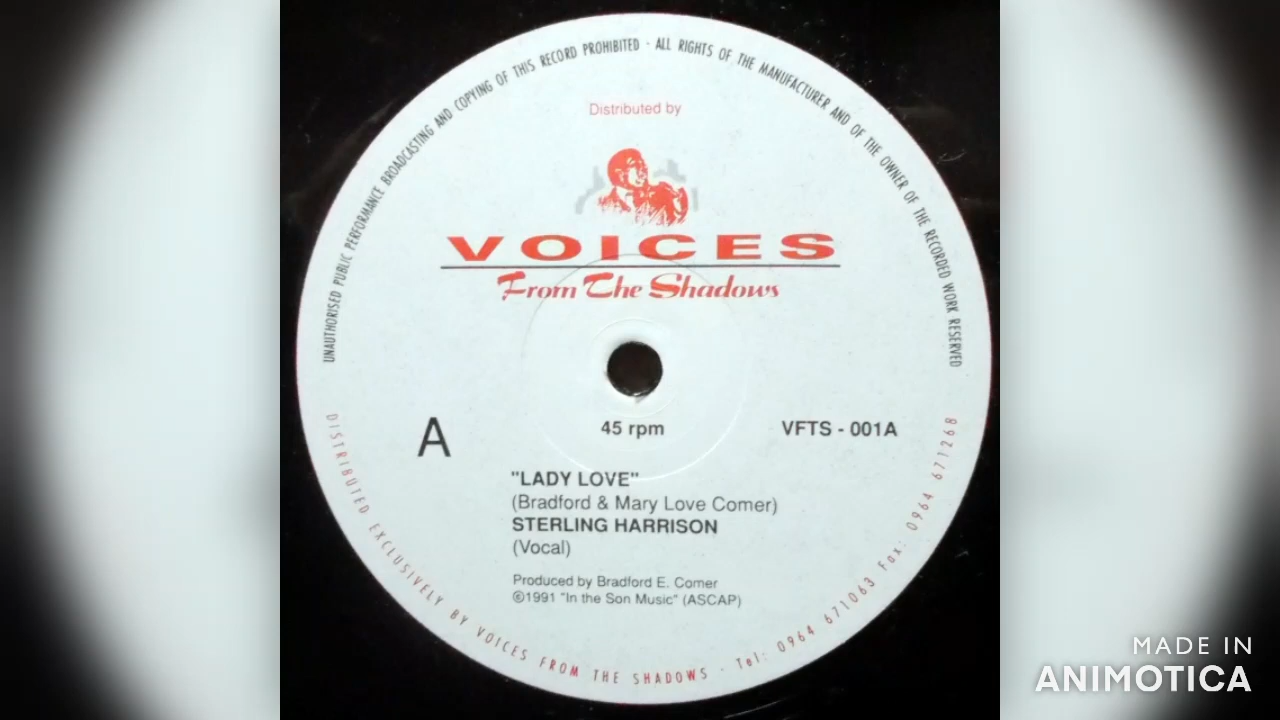 UNAUTHORISED PUBLIC PERFORMANCE BROADCASTING AND COPYING OF THIS RECORD PROHIBITED · ALL RIGHTS OF THE MANUFACTURER AND OF THE OWNER OF THE RECORDED WORK RESERVED
Distributed by
VOICES
From The Shadows
A
45 rpm
VFTS - 001A
"LADY LOVE"
(Bradford & Mary Love Comer)
STERLING HARRISON
(Vocal)
Produced by Bradford E. Comer
©1991 "In the Son Music" (ASCAP)
DISTRIBUTED EXCLUSIVELY BY VOICES FROM THE SHADOWS · Tel: 0964 671063 Fax: 0964 671268
MADE IN
ANIMOTICA